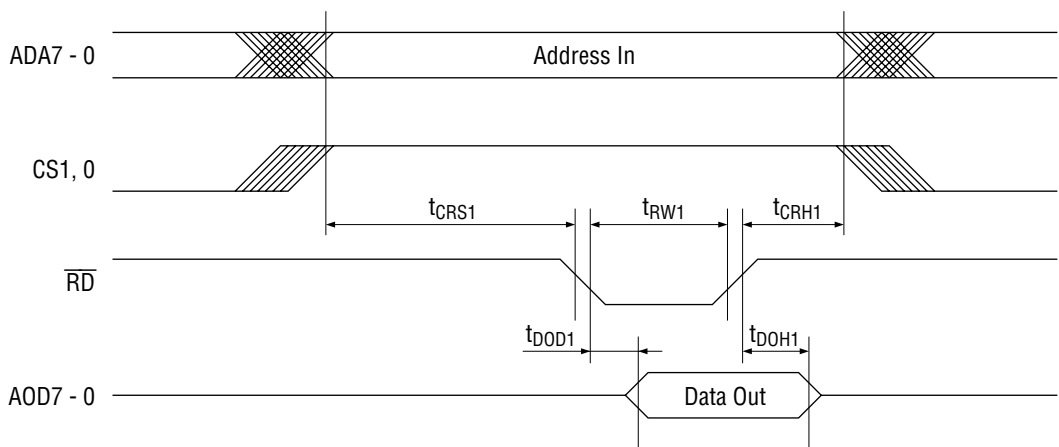 ADA7 - 0
Address In
CS1, 0
tCRS1
tRW1
tCRH1
RD
tDOD1
tDOH1
AOD7 - 0
Data Out